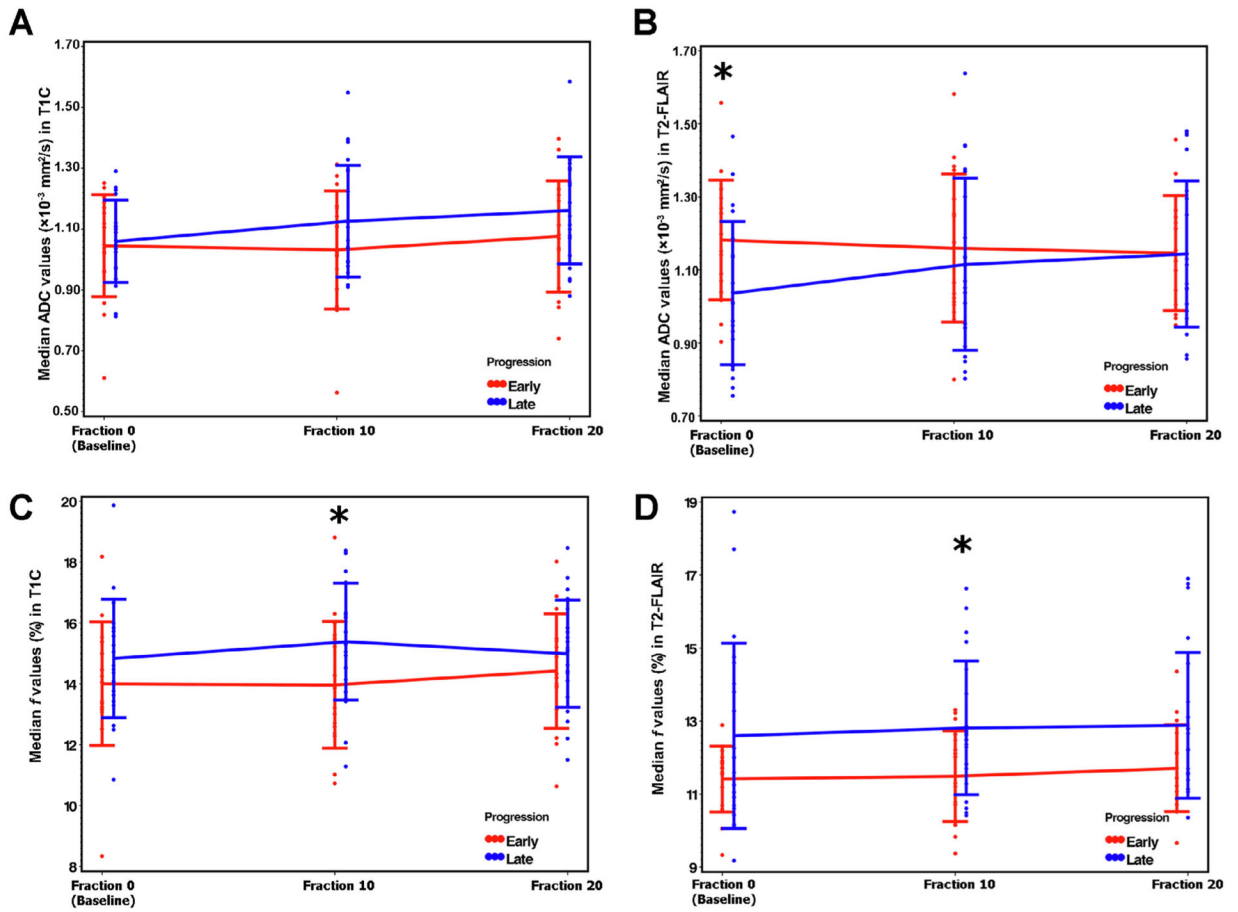 A
Median ADC values (×10⁻³ mm²/s) in T1C
1.70
1.50
1.30
1.10
0.90
0.70
0.50
Progression
Early
Late
Fraction 0
(Baseline)
Fraction 10
Fraction 20
B
Median ADC values (×10⁻³ mm²/s) in T2-FLAIR
1.70
1.50
1.30
1.10
0.90
0.70
*
Progression
Early
Late
Fraction 0
(Baseline)
Fraction 10
Fraction 20
C
Median f values (%) in T1C
20
18
16
14
12
10
8
*
Progression
Early
Late
Fraction 0
(Baseline)
Fraction 10
Fraction 20
D
Median f values (%) in T2-FLAIR
19
17
15
13
11
9
*
Progression
Early
Late
Fraction 0
(Baseline)
Fraction 10
Fraction 20